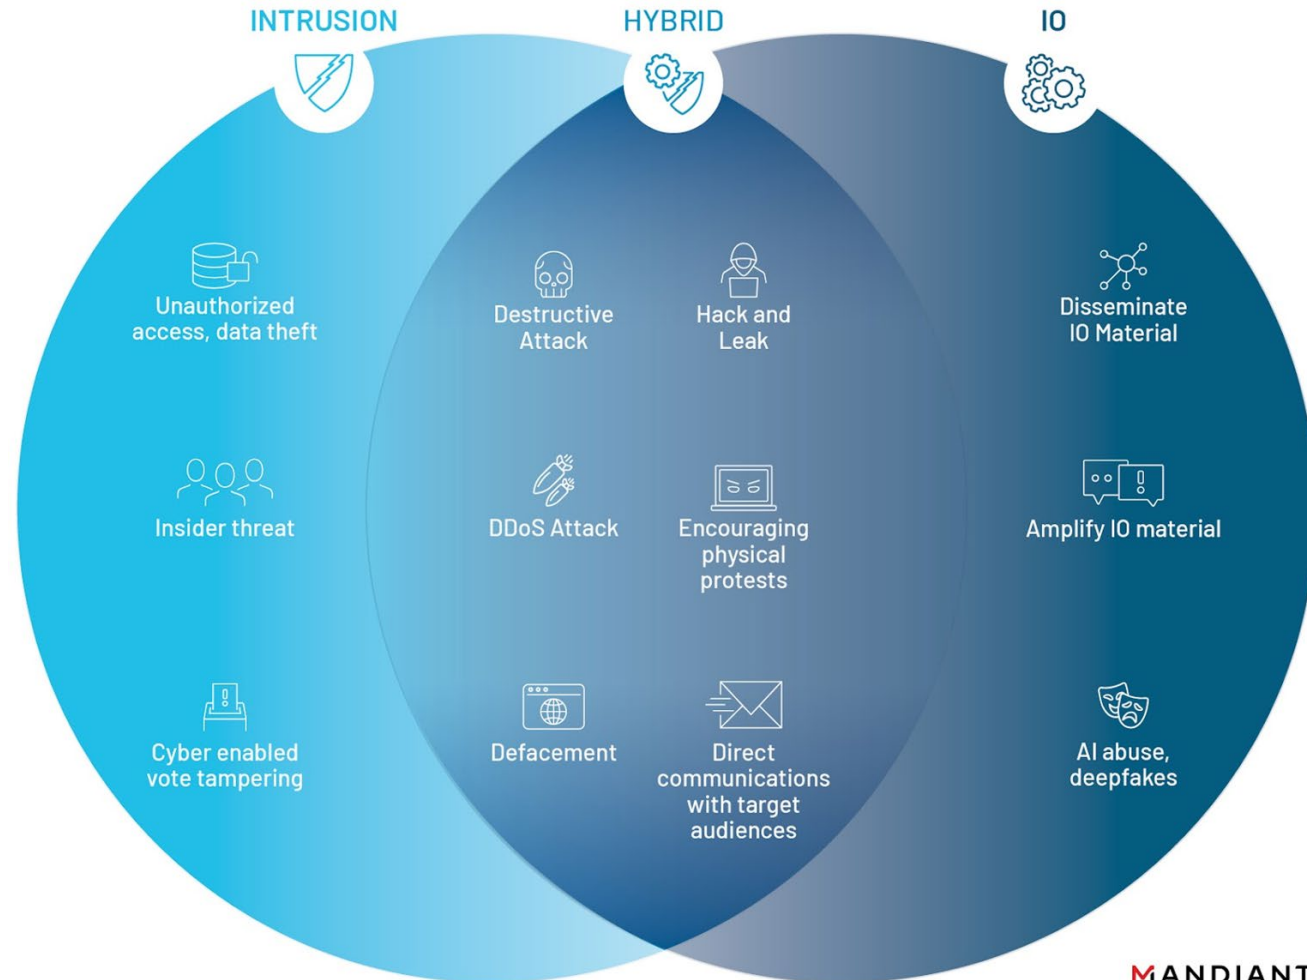 INTRUSION
HYBRID
IO
Unauthorized
access, data theft
Destructive
Attack
Hack and
Leak
Disseminate
IO Material
Insider threat
DDoS Attack
Encouraging
physical
protests
Amplify IO material
Cyber enabled
vote tampering
Defacement
Direct
communications
with target
audiences
AI abuse,
deepfakes
MANDIANT